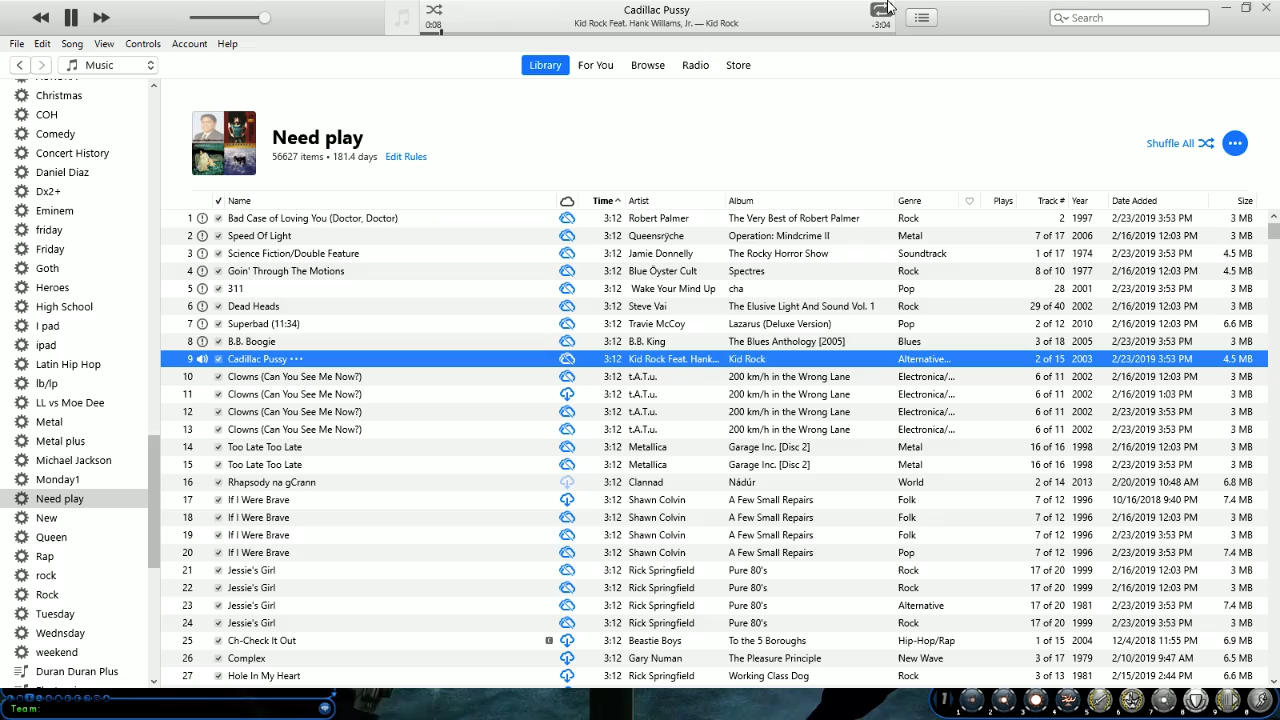 Cadillac Pussy
Kid Rock Feat. Hank Williams, Jr. — Kid Rock
0:08
-3:04
Search
File Edit Song View Controls Account Help
Music
Library For You Browse Radio Store
Christmas
COH
Comedy
Concert History
Daniel Diaz
Dx2+
Eminem
friday
Friday
Goth
Heroes
High School
I pad
ipad
Latin Hip Hop
lb/lp
LL vs Moe Dee
Metal
Metal plus
Michael Jackson
Monday1
Need play
New
Queen
Rap
rock
Rock
Tuesday
Wednsday
weekend
Duran Duran Plus
Need play
56627 items • 181.4 days Edit Rules
Shuffle All
Name Time Artist Album Genre Plays Track # Year Date Added Size
1 Bad Case of Loving You (Doctor, Doctor) 3:12 Robert Palmer The Very Best of Robert Palmer Rock 2 1997 2/23/2019 3:53 PM 3 MB
2 Speed Of Light 3:12 Queensrÿche Operation: Mindcrime II Metal 7 of 17 2006 2/16/2019 12:03 PM 3 MB
3 Science Fiction/Double Feature 3:12 Jamie Donnelly The Rocky Horror Show Soundtrack 1 of 17 1974 2/23/2019 3:53 PM 4.5 MB
4 Goin' Through The Motions 3:12 Blue Öyster Cult Spectres Rock 8 of 10 1977 2/16/2019 12:03 PM 3 MB
5 311 3:12 Wake Your Mind Up cha Pop 28 2001 2/23/2019 3:53 PM 3 MB
6 Dead Heads 3:12 Steve Vai The Elusive Light And Sound Vol. 1 Rock 29 of 40 2002 2/16/2019 12:03 PM 3 MB
7 Superbad (11:34) 3:12 Travie McCoy Lazarus (Deluxe Version) Pop 2 of 12 2010 2/23/2019 3:53 PM 6.6 MB
8 B.B. Boogie 3:12 B.B. King The Blues Anthology [2005] Blues 3 of 18 2005 2/23/2019 3:53 PM 3 MB
9 Cadillac Pussy ••• 3:12 Kid Rock Feat. Hank... Kid Rock Alternative... 2 of 15 2003 2/23/2019 3:53 PM 4.5 MB
10 Clowns (Can You See Me Now?) 3:12 t.A.T.u. 200 km/h in the Wrong Lane Electronica/... 6 of 11 2002 2/16/2019 12:03 PM 3 MB
11 Clowns (Can You See Me Now?) 3:12 t.A.T.u. 200 km/h in the Wrong Lane Electronica/... 6 of 11 2002 2/16/2019 1:03 PM 3 MB
12 Clowns (Can You See Me Now?) 3:12 t.A.T.u. 200 km/h in the Wrong Lane Electronica/... 6 of 11 2002 2/23/2019 3:53 PM 3 MB
13 Clowns (Can You See Me Now?) 3:12 t.A.T.u. 200 km/h in the Wrong Lane Electronica/... 6 of 11 2002 2/23/2019 3:53 PM 3 MB
14 Too Late Too Late 3:12 Metallica Garage Inc. [Disc 2] Metal 16 of 16 1998 2/16/2019 12:03 PM 3 MB
15 Too Late Too Late 3:12 Metallica Garage Inc. [Disc 2] Metal 16 of 16 1998 2/23/2019 3:53 PM 3 MB
16 Rhapsody na gCrann 3:12 Clannad Nádúr World 2 of 14 2013 2/20/2019 10:48 AM 6.8 MB
17 If I Were Brave 3:12 Shawn Colvin A Few Small Repairs Folk 7 of 12 1996 10/16/2018 9:40 PM 7.4 MB
18 If I Were Brave 3:12 Shawn Colvin A Few Small Repairs Folk 7 of 12 1996 2/16/2019 12:03 PM 3 MB
19 If I Were Brave 3:12 Shawn Colvin A Few Small Repairs Folk 7 of 12 1996 2/23/2019 3:53 PM 3 MB
20 If I Were Brave 3:12 Shawn Colvin A Few Small Repairs Pop 7 of 12 1996 2/23/2019 3:53 PM 7.4 MB
21 Jessie's Girl 3:12 Rick Springfield Pure 80's Rock 17 of 20 1999 2/16/2019 12:03 PM 3 MB
22 Jessie's Girl 3:12 Rick Springfield Pure 80's Rock 17 of 20 1999 2/16/2019 12:03 PM 3 MB
23 Jessie's Girl 3:12 Rick Springfield Pure 80's Alternative 17 of 20 1981 2/23/2019 3:53 PM 7.4 MB
24 Jessie's Girl 3:12 Rick Springfield Pure 80's Rock 17 of 20 1999 2/23/2019 3:53 PM 3 MB
25 Ch-Check It Out 3:12 Beastie Boys To the 5 Boroughs Hip-Hop/Rap 1 of 15 2004 12/4/2018 11:55 PM 6.9 MB
26 Complex 3:12 Gary Numan The Pleasure Principle New Wave 3 of 17 1979 2/10/2019 9:47 AM 6.5 MB
27 Hole In My Heart 3:12 Rick Springfield Working Class Dog Rock 3 of 13 1981 2/15/2019 2:44 PM 6.6 MB
Team:
1 1 2 3 4 5 6 7 8 9